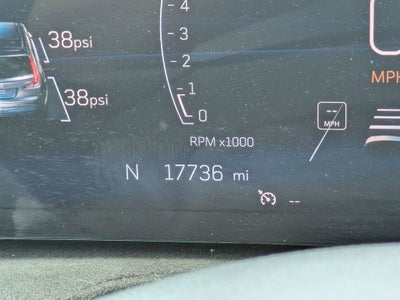 4
38psi
3
2
38psi
1
0
MPH
--
MPH
RPM x1000
N 17736 mi
--